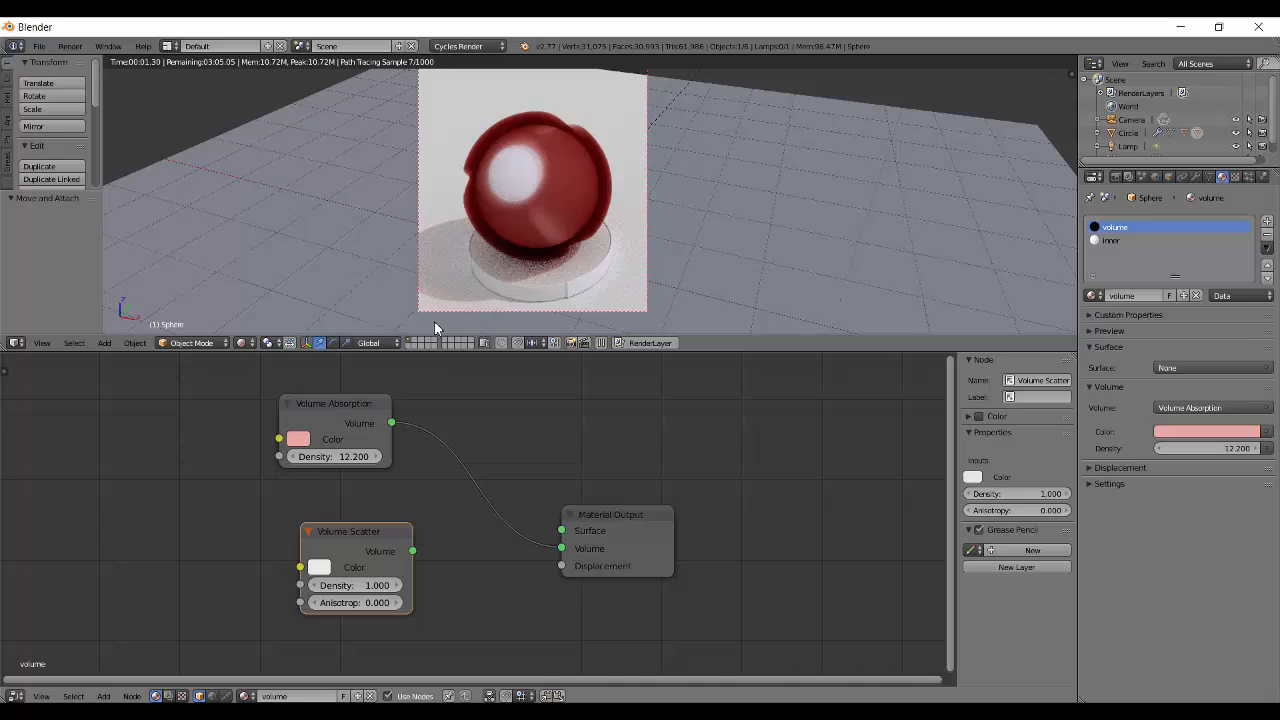 Blender
File Render Window Help Default Scene Cycles Render v2.77 | Verts:31,075 | Faces:30,993 | Tris:61,986 | Objects:1/6 | Lamps:0/1 | Mem:98.47M | Sphere
Transform
Translate
Rotate
Scale
Mirror
Edit
Duplicate
Duplicate Linked
Move and Attach
Time:00:01.30 | Remaining:03:05.05 | Mem:10.72M, Peak:10.72M | Path Tracing Sample 7/1000
(1) Sphere
View Select Add Object Object Mode Global RenderLayer
View Search All Scenes
Scene
RenderLayers
World
Camera
Circle
Lamp
Sphere volume
volume
inner
volume F Data
Custom Properties
Preview
Surface
Surface: None
Volume
Volume: Volume Absorption
Color:
Density: 12.200
Displacement
Settings
Volume Absorption
Volume
Color
Density: 12.200
Volume Scatter
Volume
Color
Density: 1.000
Anisotrop: 0.000
Material Output
Surface
Volume
Displacement
Node
Name: Volume Scatter
Label:
Color
Properties
Inputs:
Color
Density: 1.000
Anisotropy: 0.000
Grease Pencil
New
New Layer
volume
View Select Add Node volume F Use Nodes